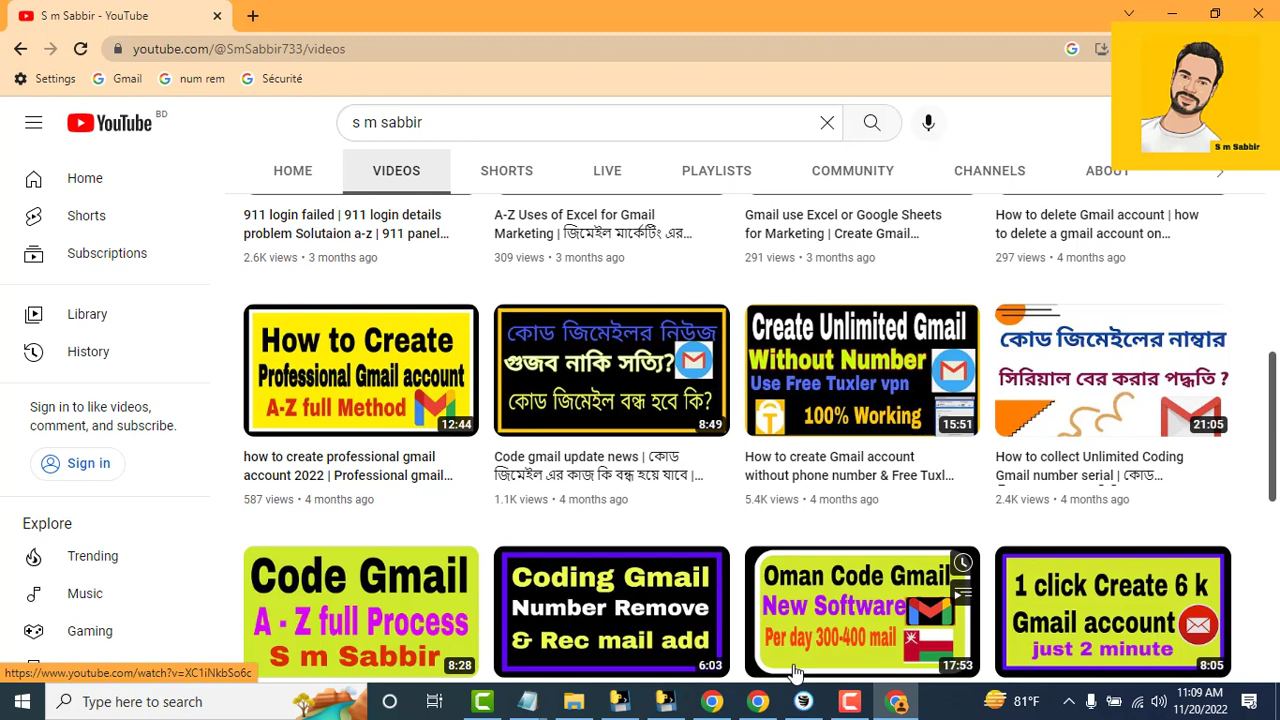 S m Sabbir - YouTube
youtube.com/@SmSabbir733/videos
Settings
Gmail
num rem
Sécurité
S m Sabbir
YouTube BD
s m sabbir
HOME
VIDEOS
SHORTS
LIVE
PLAYLISTS
COMMUNITY
CHANNELS
ABOUT
Home
Shorts
Subscriptions
Library
History
Sign in to like videos,
comment, and subscribe.
Sign in
Explore
Trending
Music
Gaming
911 login failed | 911 login details
problem Solutaion a-z | 911 panel...
2.6K views • 3 months ago
A-Z Uses of Excel for Gmail
Marketing | জিমেইল মার্কেটিং এর...
309 views • 3 months ago
Gmail use Excel or Google Sheets
for Marketing | Create Gmail...
291 views • 3 months ago
How to delete Gmail account | how
to delete a gmail account on...
297 views • 4 months ago
How to Create
Professional Gmail account
A-Z full Method
12:44
how to create professional gmail
account 2022 | Professional gmail...
587 views • 4 months ago
কোড জিমেইলর নিউজ
গুজব নাকি সত্যি?
কোড জিমেইল বন্ধ হবে কি?
8:49
Code gmail update news | কোড
জিমেইল এর কাজ কি বন্ধ হয়ে যাবে |...
1.1K views • 4 months ago
Create Unlimited Gmail
Without Number
Use Free Tuxler vpn
100% Working
15:51
How to create Gmail account
without phone number & Free Tuxl...
5.4K views • 4 months ago
কোড জিমেইলের নাম্বার
সিরিয়াল বের করার পদ্ধতি ?
21:05
How to collect Unlimited Coding
Gmail number serial | কোড...
2.4K views • 4 months ago
Code Gmail
A - Z full Process
S m Sabbir
8:28
Coding Gmail
Number Remove
& Rec mail add
6:03
Oman Code Gmail
New Software
Per day 300-400 mail
17:53
1 click Create 6 k
Gmail account
just 2 minute
8:05
https://www.youtube.com/watch?v=XC1iNkbSo6c
Type here to search
81°F
11:09 AM
11/20/2022